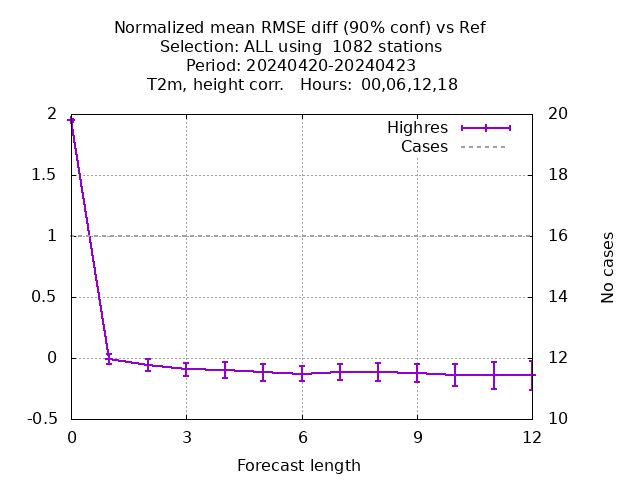 Normalized mean RMSE diff (90% conf) vs Ref
Selection: ALL using  1082 stations
Period: 20240420-20240423
T2m, height corr.   Hours:  00,06,12,18
2
1.5
1
0.5
0
-0.5
20
18
16
14
12
10
Highres
Cases
No cases
0
3
6
9
12
Forecast length